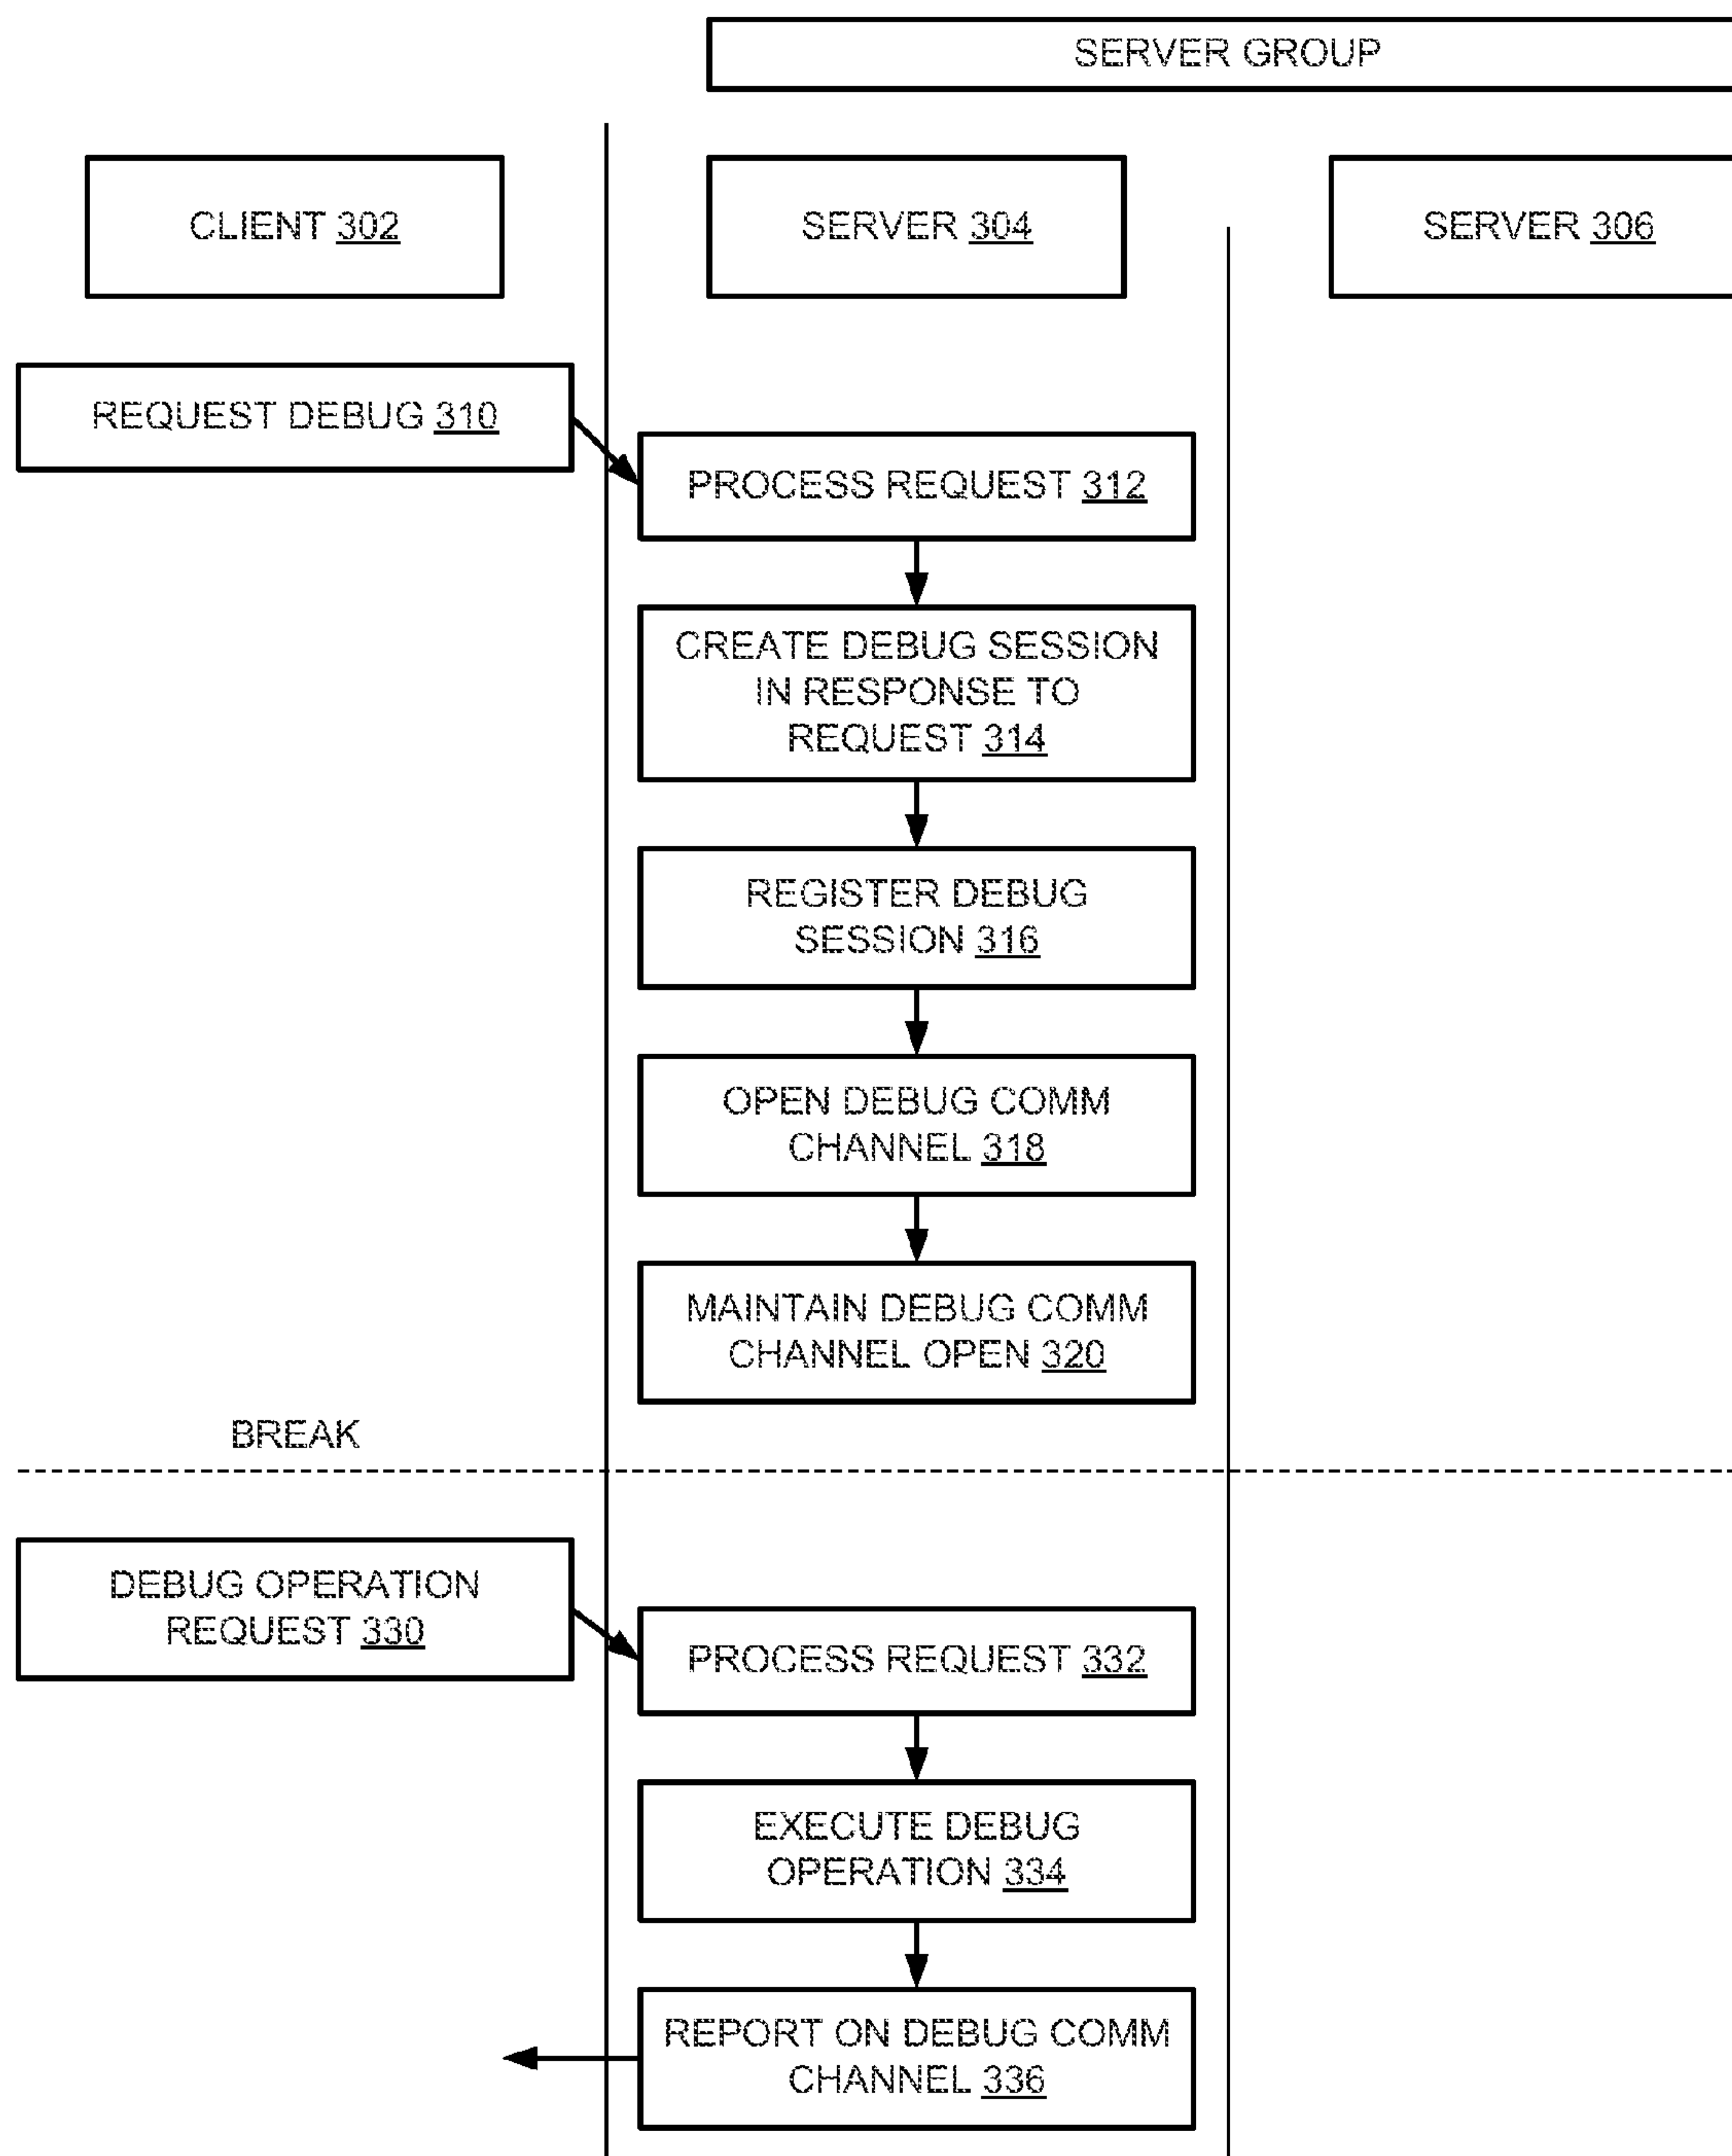 SERVER GROUP
CLIENT 302
SERVER 304
SERVER 306
REQUEST DEBUG 310
PROCESS REQUEST 312
CREATE DEBUG SESSION
IN RESPONSE TO
REQUEST 314
REGISTER DEBUG
SESSION 316
OPEN DEBUG COMM
CHANNEL 318
MAINTAIN DEBUG COMM
CHANNEL OPEN 320
BREAK
DEBUG OPERATION
REQUEST 330
PROCESS REQUEST 332
EXECUTE DEBUG
OPERATION 334
REPORT ON DEBUG COMM
CHANNEL 336